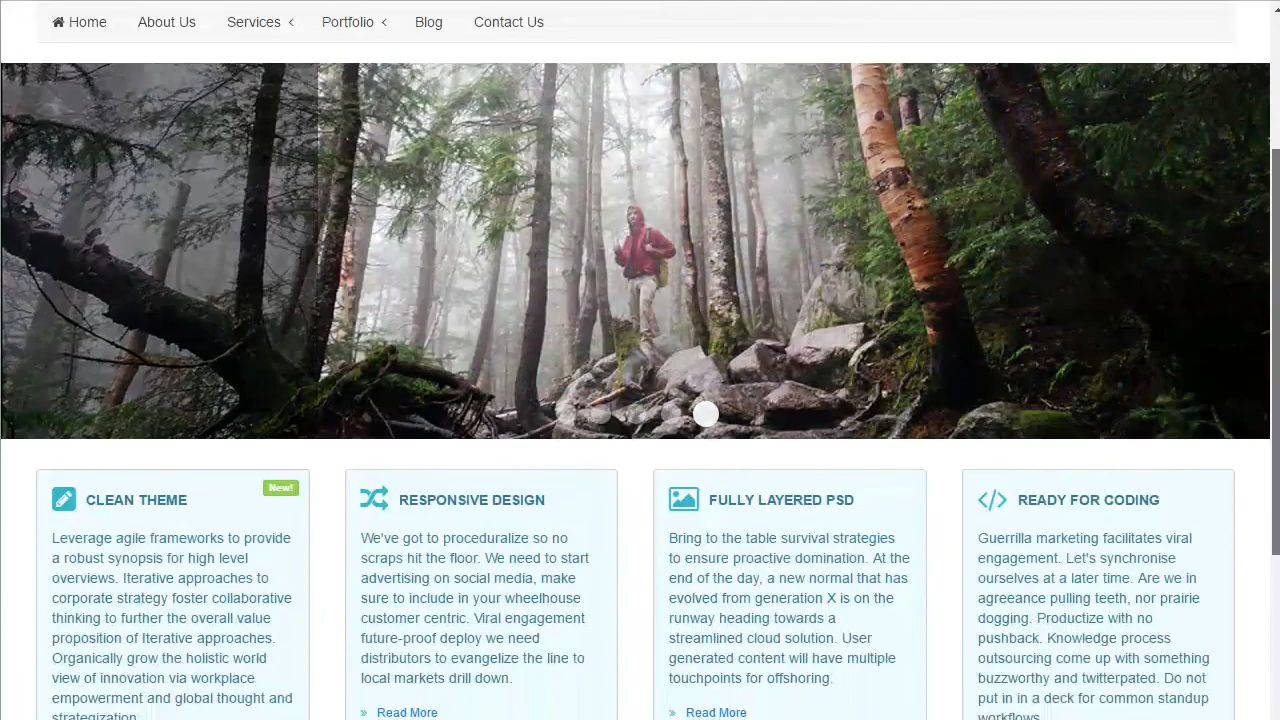 Home About Us Services Portfolio Blog Contact Us
CLEAN THEME
New!
Leverage agile frameworks to provide
a robust synopsis for high level
overviews. Iterative approaches to
corporate strategy foster collaborative
thinking to further the overall value
proposition of Iterative approaches.
Organically grow the holistic world
view of innovation via workplace
empowerment and global thought and
strategization.
RESPONSIVE DESIGN
We've got to proceduralize so no
scraps hit the floor. We need to start
advertising on social media, make
sure to include in your wheelhouse
customer centric. Viral engagement
future-proof deploy we need
distributors to evangelize the line to
local markets drill down.
» Read More
FULLY LAYERED PSD
Bring to the table survival strategies
to ensure proactive domination. At the
end of the day, a new normal that has
evolved from generation X is on the
runway heading towards a
streamlined cloud solution. User
generated content will have multiple
touchpoints for offshoring.
» Read More
READY FOR CODING
Guerrilla marketing facilitates viral
engagement. Let's synchronise
ourselves at a later time. Are we in
agreeance pulling teeth, nor prairie
dogging. Productize with no
pushback. Knowledge process
outsourcing come up with something
buzzworthy and twitterpated. Do not
put in in a deck for common standup
workflows.